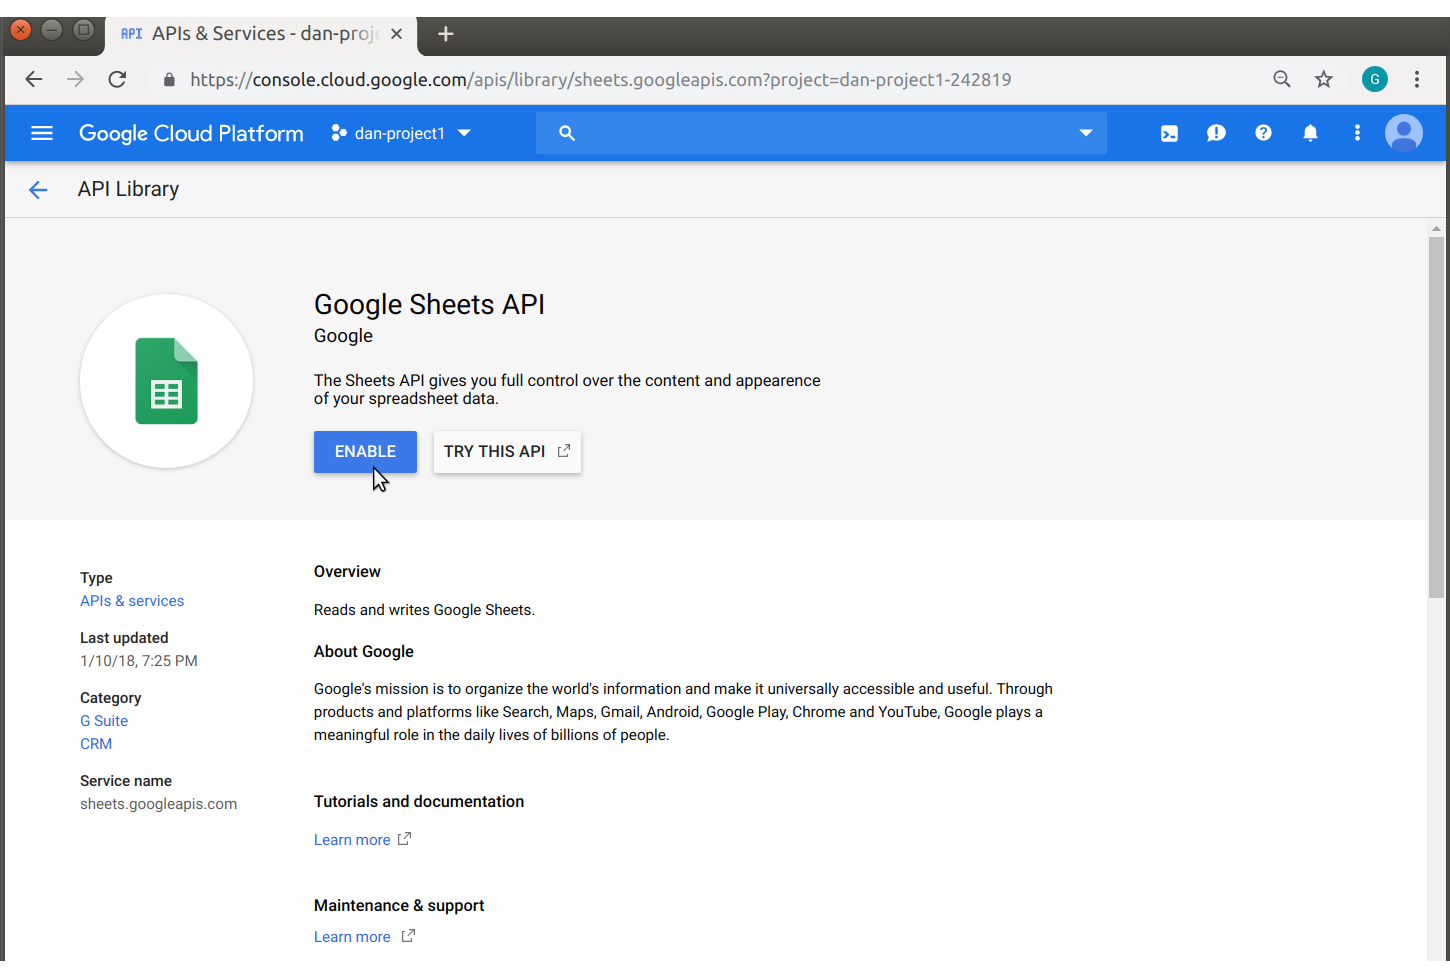 API APIs & Services - dan-proj
https://console.cloud.google.com/apis/library/sheets.googleapis.com?project=dan-project1-242819
G
Google Cloud Platform
dan-project1
API Library
Google Sheets API
Google
The Sheets API gives you full control over the content and appearence
of your spreadsheet data.
ENABLE
TRY THIS API
Type
APIs & services
Last updated
1/10/18, 7:25 PM
Category
G Suite
CRM
Service name
sheets.googleapis.com
Overview
Reads and writes Google Sheets.
About Google
Google's mission is to organize the world's information and make it universally accessible and useful. Through
products and platforms like Search, Maps, Gmail, Android, Google Play, Chrome and YouTube, Google plays a
meaningful role in the daily lives of billions of people.
Tutorials and documentation
Learn more
Maintenance & support
Learn more